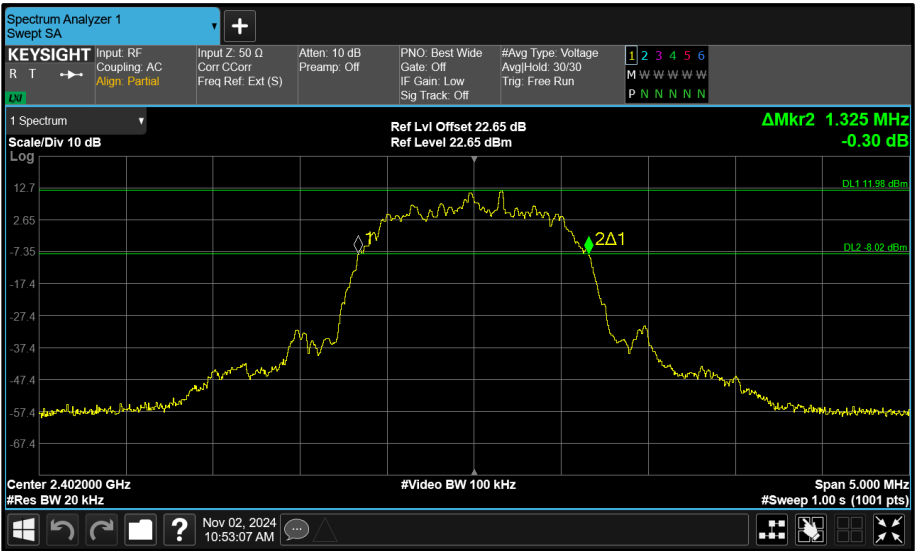 Spectrum Analyzer 1
Swept SA
+
KEYSIGHT
R T
LXI
Input: RF
Coupling: AC
Align: Partial
Input Z: 50 Ω
Corr CCorr
Freq Ref: Ext (S)
Atten: 10 dB
Preamp: Off
PNO: Best Wide
Gate: Off
IF Gain: Low
Sig Track: Off
#Avg Type: Voltage
Avg|Hold: 30/30
Trig: Free Run
1 2 3 4 5 6
M W W W W W
P N N N N N
1 Spectrum
Scale/Div 10 dB
Ref Lvl Offset 22.65 dB
Ref Level 22.65 dBm
ΔMkr2 1.325 MHz
-0.30 dB
Log
12.7
2.65
-7.35
-17.4
-27.4
-37.4
-47.4
-57.4
-67.4
DL1 11.98 dBm
1
2Δ1
DL2 -8.02 dBm
Center 2.402000 GHz
#Res BW 20 kHz
#Video BW 100 kHz
Span 5.000 MHz
#Sweep 1.00 s (1001 pts)
?
Nov 02, 2024
10:53:07 AM